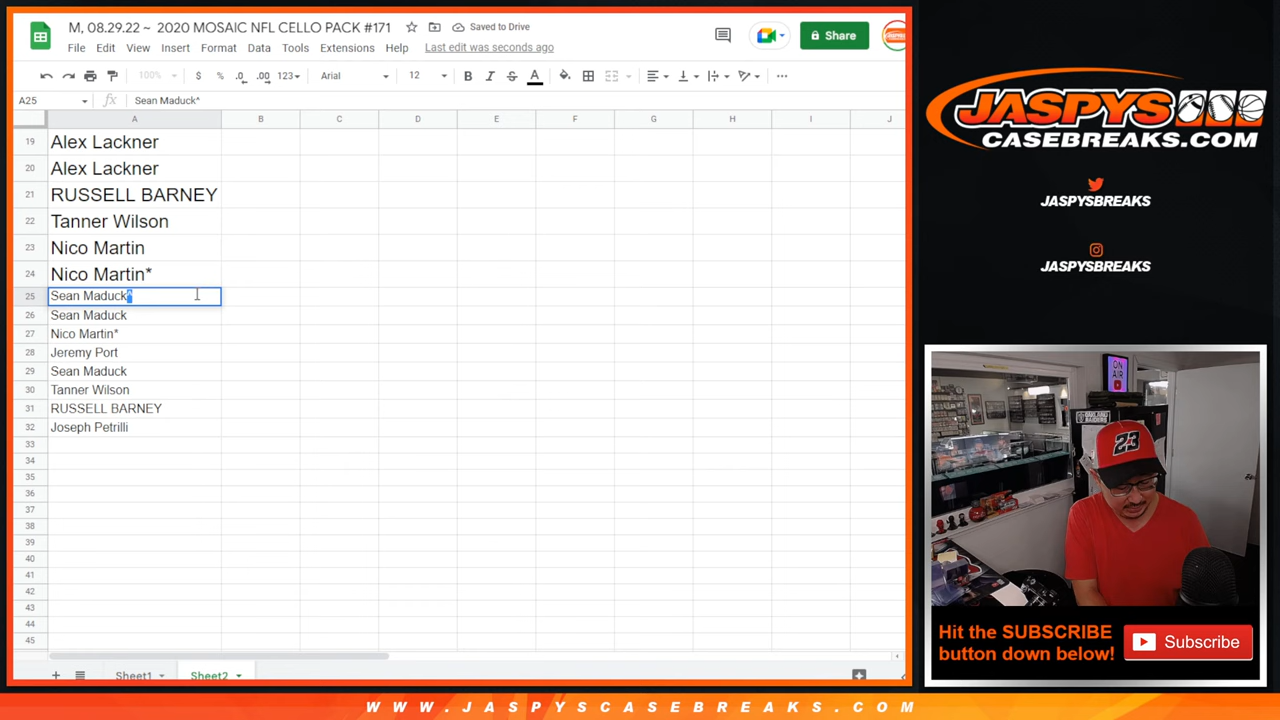 M, 08.29.22 ~ 2020 MOSAIC NFL CELLO PACK #171
Saved to Drive
File Edit View Insert Format Data Tools Extensions Help Last edit was seconds ago
Share
100% $ % .0 .00 123 Arial 12 B I S A
A25 fx Sean Maduck^
A B C D E F G H I J
19 Alex Lackner
20 Alex Lackner
21 RUSSELL BARNEY
22 Tanner Wilson
23 Nico Martin
24 Nico Martin*
25 Sean Maduck^
26 Sean Maduck
27 Nico Martin*
28 Jeremy Port
29 Sean Maduck
30 Tanner Wilson
31 RUSSELL BARNEY
32 Joseph Petrilli
33
34
35
36
37
38
39
40
41
42
43
44
45
Sheet1 Sheet2
JASPYS
CASEBREAKS.COM
JASPYSBREAKS
JASPYSBREAKS
ON
AIR
23
Hit the SUBSCRIBE
button down below!
Subscribe
WWW.JASPYSCASEBREAKS.COM